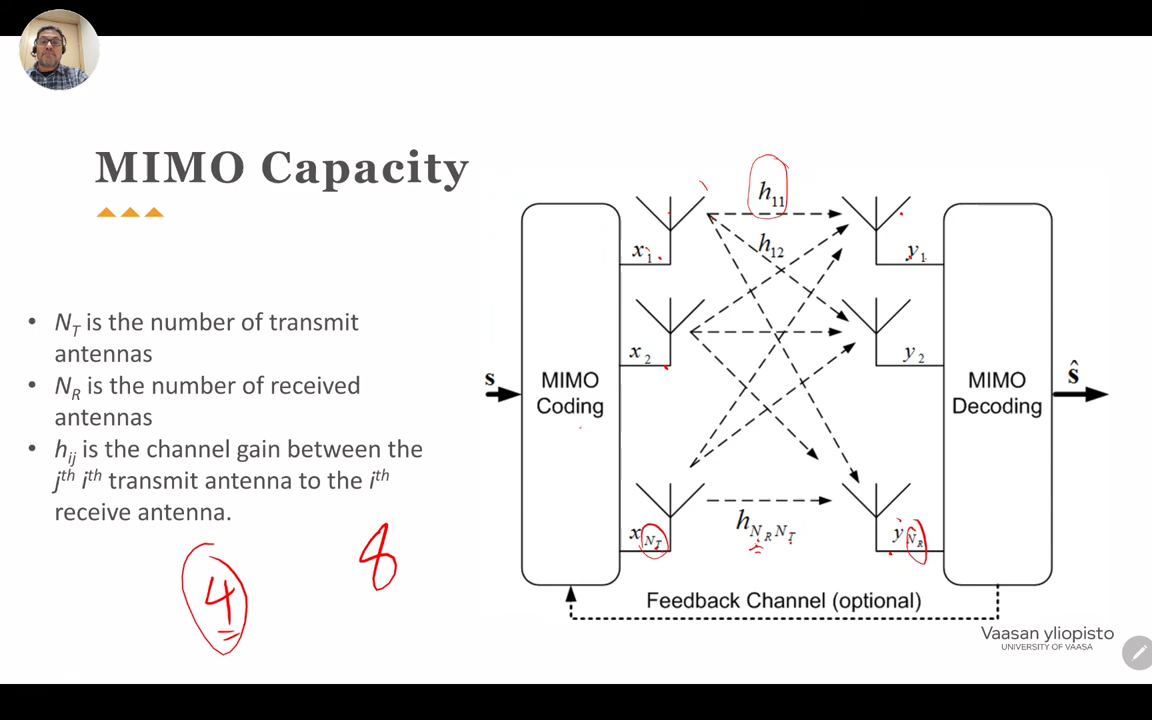 MIMO Capacity
• N_T is the number of transmit
antennas
• N_R is the number of received
antennas
• h_ij is the channel gain between the
j^th i^th transmit antenna to the i^th
receive antenna.
4
8
s
MIMO
Coding
x_1
x_2
x_N_T
h_11
h_12
h_N_R N_T
y_1
y_2
y_N_R
MIMO
Decoding
ŝ
Feedback Channel (optional)
Vaasan yliopisto
UNIVERSITY OF VAASA